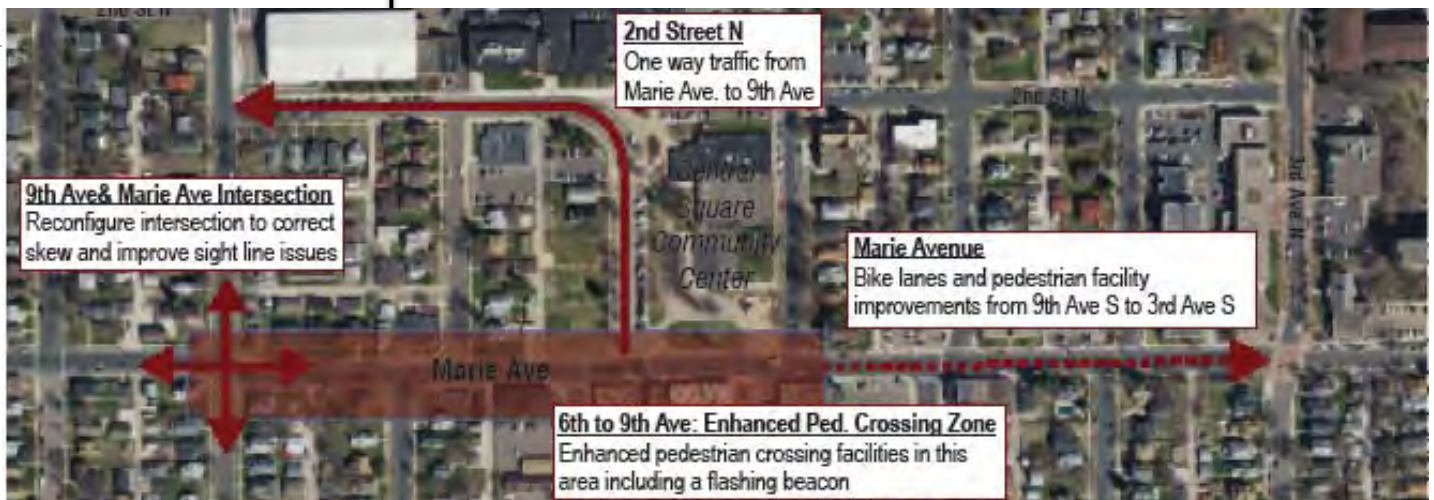 2nd St N
2nd Street N
One way traffic from
Marie Ave. to 9th Ave
2nd St N
9th Ave& Marie Ave Intersection
Reconfigure intersection to correct
skew and improve sight line issues
Central
Square
Community
Center
3rd Ave N
Marie Avenue
Bike lanes and pedestrian facility
improvements from 9th Ave S to 3rd Ave S
Marie Ave
6th to 9th Ave: Enhanced Ped. Crossing Zone
Enhanced pedestrian crossing facilities in this
area including a flashing beacon